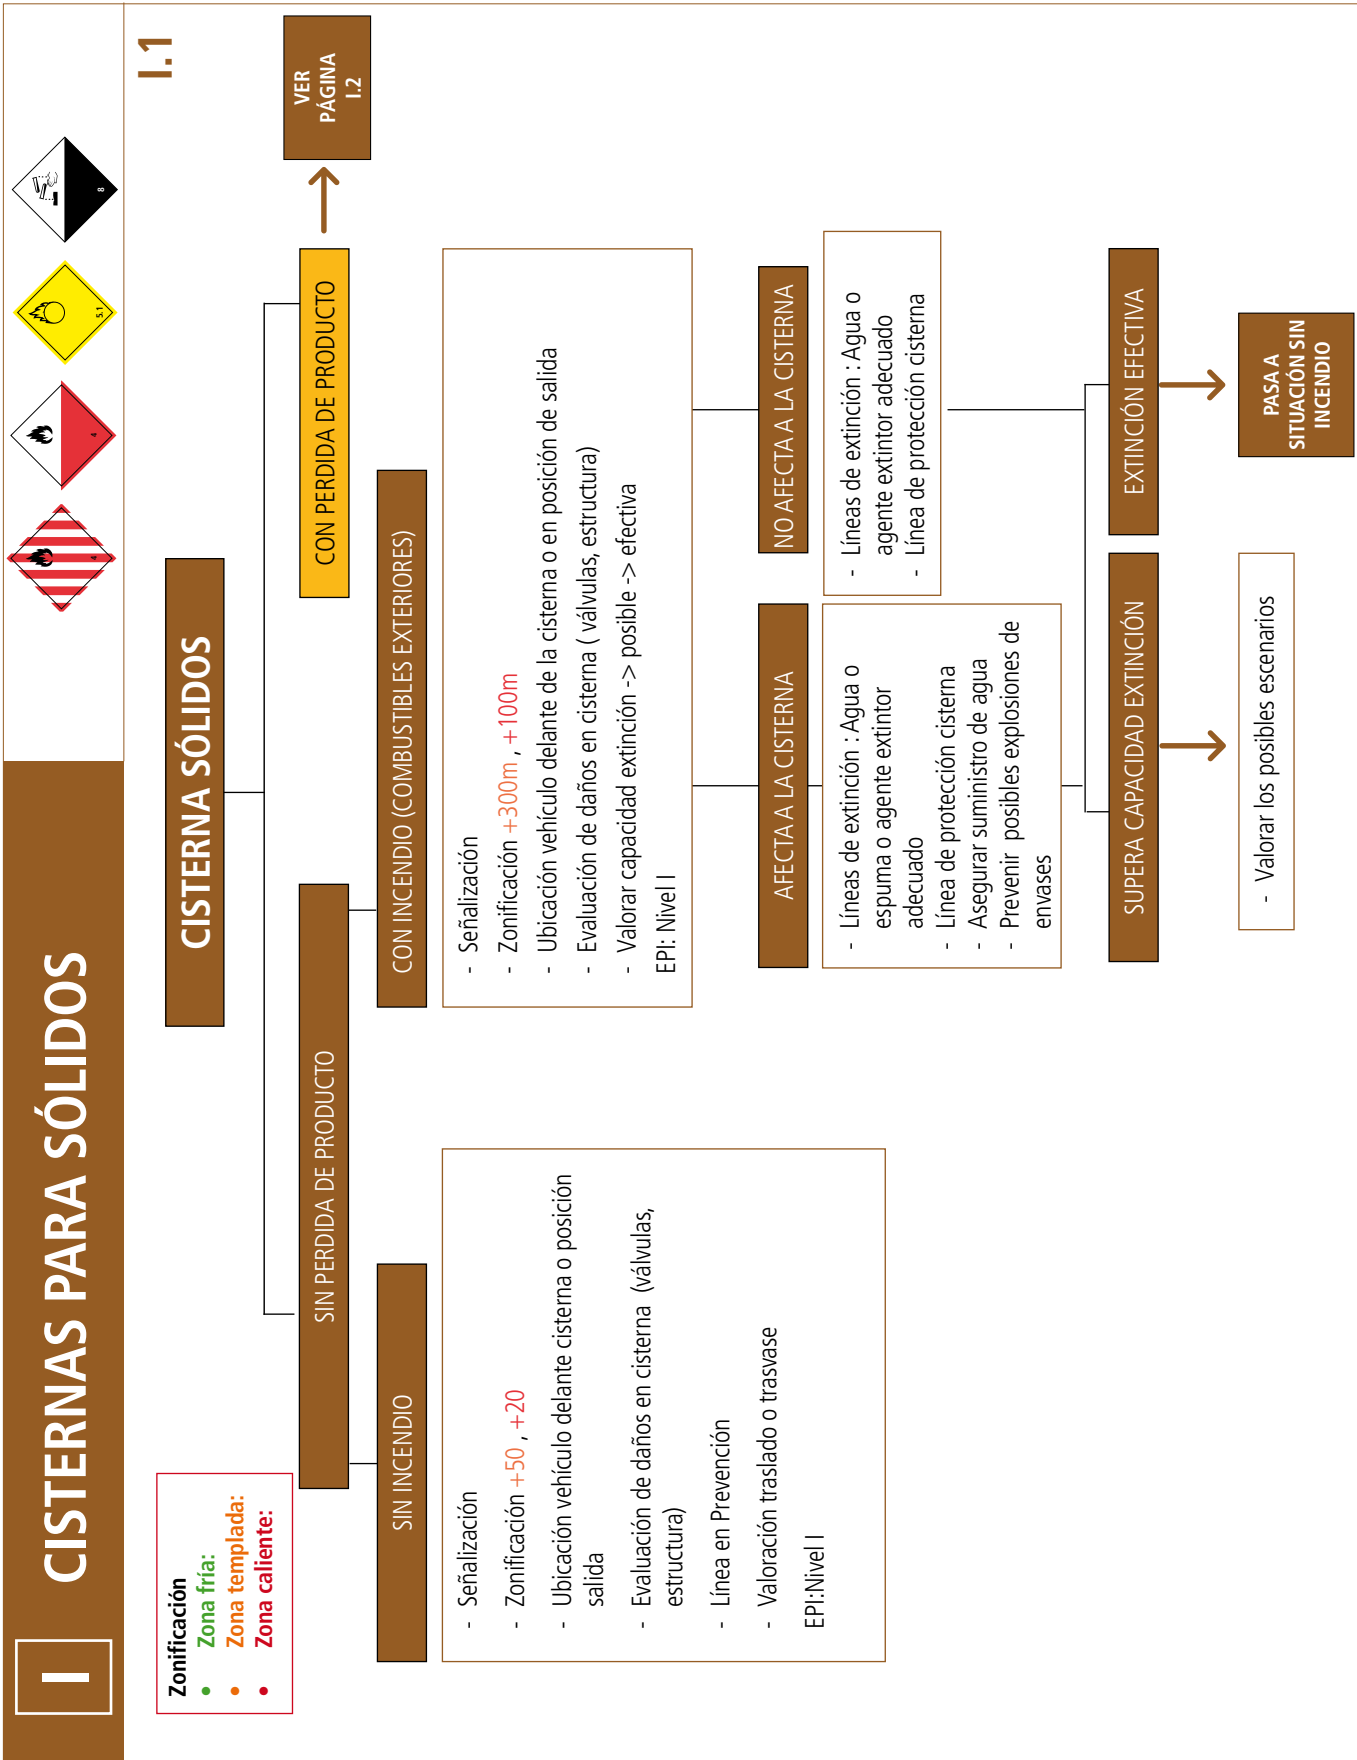 I
CISTERNAS PARA SÓLIDOS
4
4
5.1
8
I.1
Zonificación
• Zona fría:
• Zona templada:
• Zona caliente:
CISTERNA SÓLIDOS
SIN PERDIDA DE PRODUCTO
CON PERDIDA DE PRODUCTO
VER
PÁGINA
I.2
SIN INCENDIO
- Señalización
- Zonificación +50 , +20
- Ubicación vehículo delante cisterna o posición
salida
- Evaluación de daños en cisterna (válvulas,
estructura)
- Línea en Prevención
- Valoración traslado o trasvase
EPI:Nivel I
CON INCENDIO (COMBUSTIBLES EXTERIORES)
- Señalización
- Zonificación +300m , +100m
- Ubicación vehículo delante de la cisterna o en posición de salida
- Evaluación de daños en cisterna ( válvulas, estructura)
- Valorar capacidad extinción -> posible -> efectiva
EPI: Nivel I
AFECTA A LA CISTERNA
- Líneas de extinción : Agua o
espuma o agente extintor
adecuado
- Línea de protección cisterna
- Asegurar suministro de agua
- Prevenir posibles explosiones de
envases
NO AFECTA A LA CISTERNA
- Líneas de extinción : Agua o
agente extintor adecuado
- Línea de protección cisterna
SUPERA CAPACIDAD EXTINCIÓN
- Valorar los posibles escenarios
EXTINCIÓN EFECTIVA
PASA A
SITUACIÓN SIN
INCENDIO